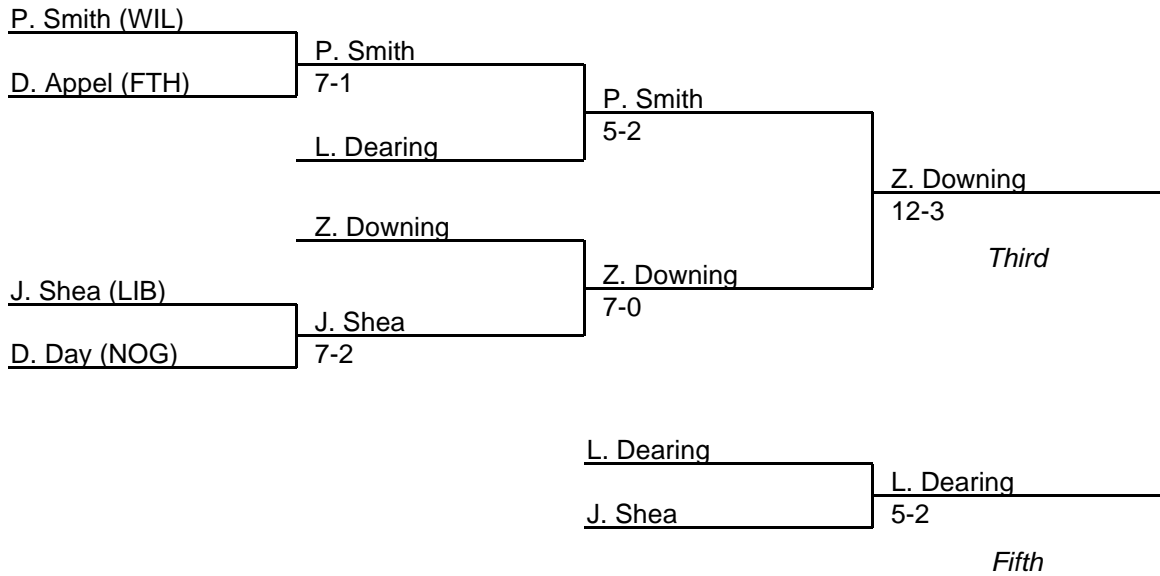 P. Smith (WIL)
P. Smith
D. Appel (FTH)
7-1
P. Smith
5-2
L. Dearing
Z. Downing
12-3
Z. Downing
Third
Z. Downing
7-0
J. Shea (LIB)
J. Shea
D. Day (NOG)
7-2
L. Dearing
L. Dearing
5-2
J. Shea
Fifth